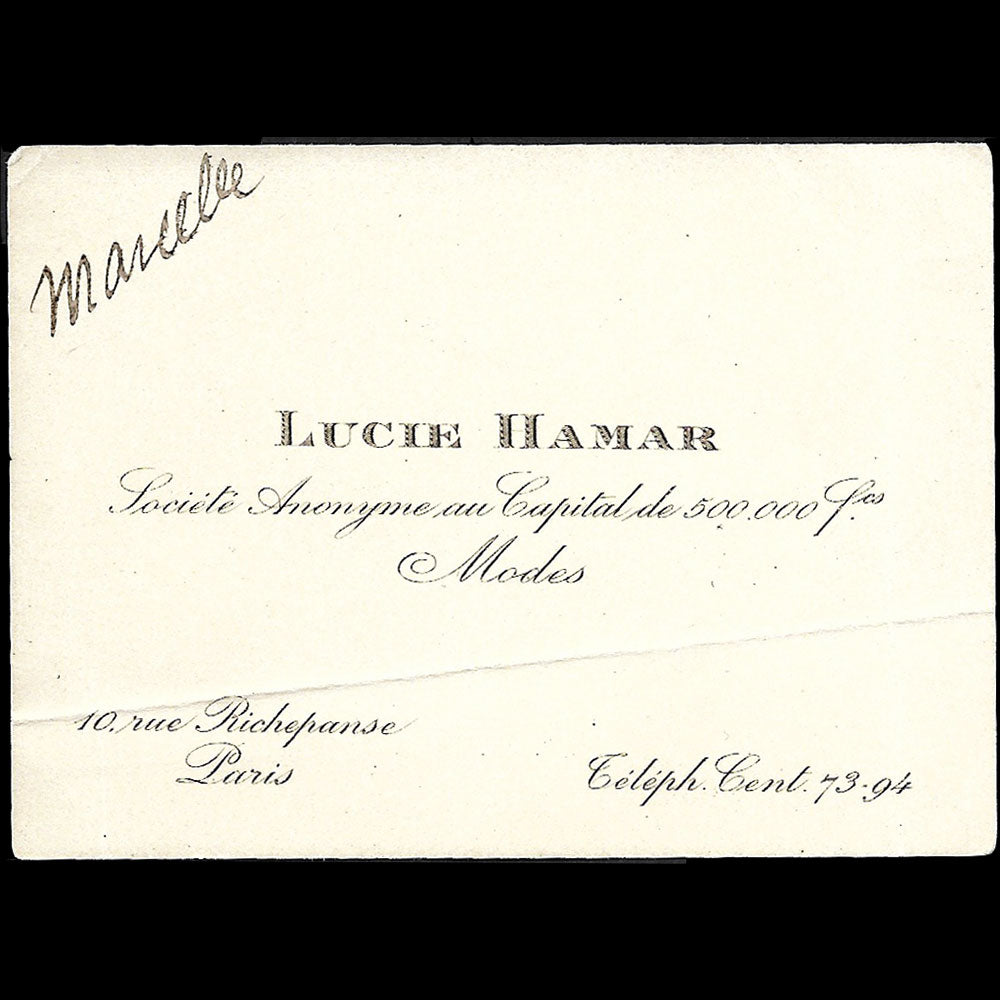 Marcelle
LUCIE HAMAR
Société Anonyme au Capital de 500.000 f.cs
Modes
10. rue Richepanse
Paris
Téléph. Cent. 73-94